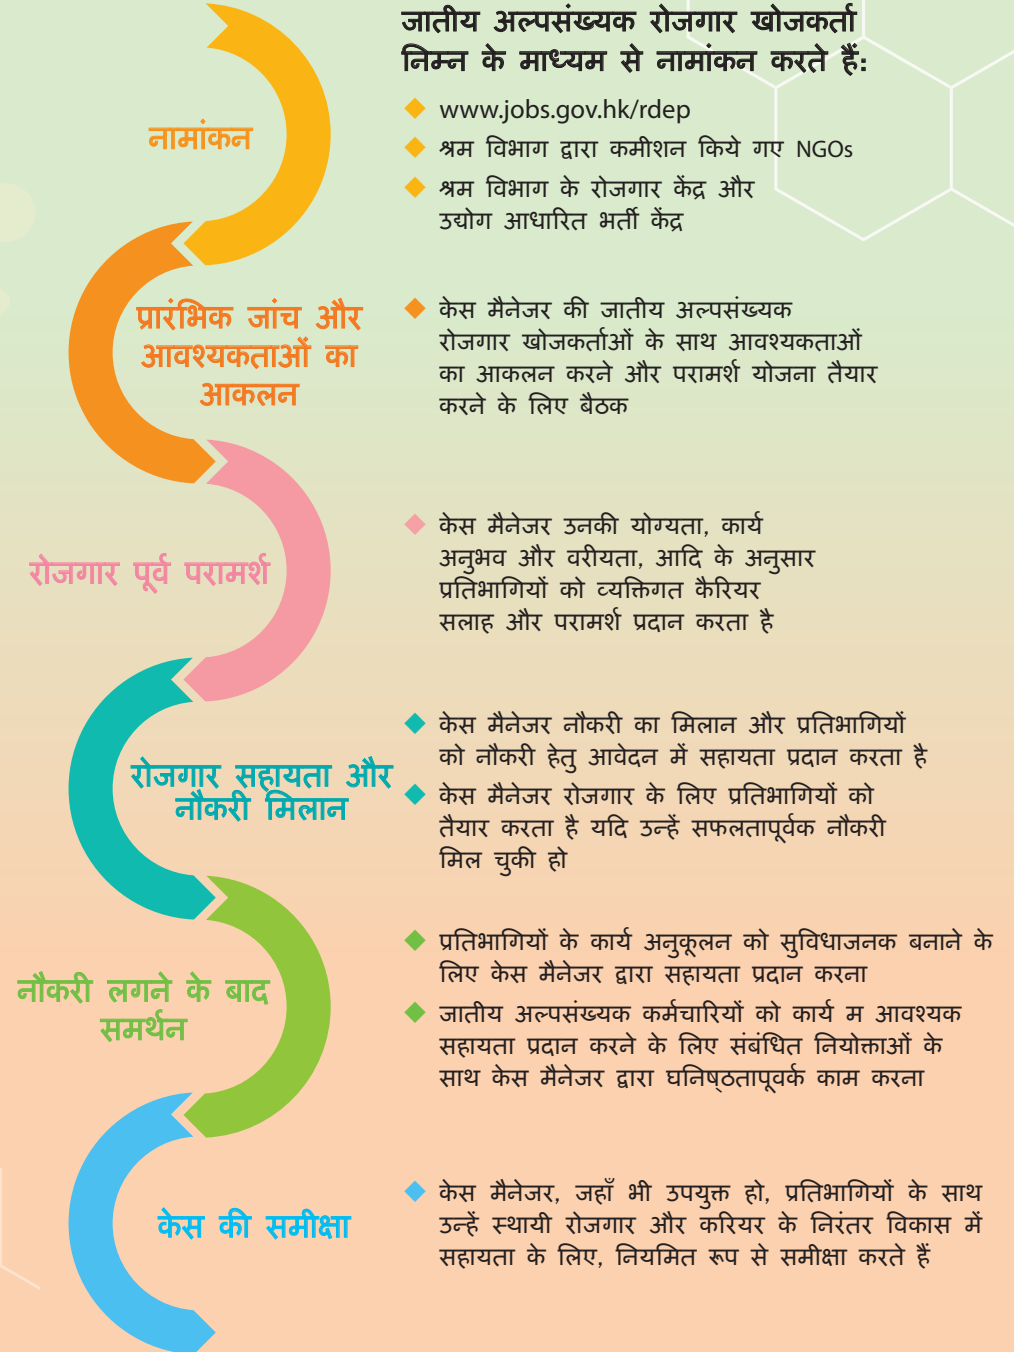 जातीय अल्पसंख्यक रोजगार खोजकर्ता
निम्न के माध्यम से नामांकन करते हैं:
नामांकन
www.jobs.gov.hk/rdep
श्रम विभाग द्वारा कमीशन किये गए NGOs
श्रम विभाग के रोजगार केंद्र और
उद्योग आधारित भर्ती केंद्र
प्रारंभिक जांच और
आवश्यकताओं का
आकलन
केस मैनेजर की जातीय अल्पसंख्यक
रोजगार खोजकर्ताओं के साथ आवश्यकताओं
का आकलन करने और परामर्श योजना तैयार
करने के लिए बैठक
रोजगार पूर्व परामर्श
केस मैनेजर उनकी योग्यता, कार्य
अनुभव और वरीयता, आदि के अनुसार
प्रतिभागियों को व्यक्तिगत कैरियर
सलाह और परामर्श प्रदान करता है
रोजगार सहायता और
नौकरी मिलान
केस मैनेजर नौकरी का मिलान और प्रतिभागियों
को नौकरी हेतु आवेदन में सहायता प्रदान करता है
केस मैनेजर रोजगार के लिए प्रतिभागियों को
तैयार करता है यदि उन्हें सफलतापूर्वक नौकरी
मिल चुकी हो
नौकरी लगने के बाद
समर्थन
प्रतिभागियों के कार्य अनुकूलन को सुविधाजनक बनाने के
लिए केस मैनेजर द्वारा सहायता प्रदान करना
जातीय अल्पसंख्यक कर्मचारियों को कार्य म आवश्यक
सहायता प्रदान करने के लिए संबंधित नियोक्ताओं के
साथ केस मैनेजर द्वारा घनिष्ठतापूवर्क काम करना
केस की समीक्षा
केस मैनेजर, जहाँ भी उपयुक्त हो, प्रतिभागियों के साथ
उन्हें स्थायी रोजगार और करियर के निरंतर विकास में
सहायता के लिए, नियमित रूप से समीक्षा करते हैं